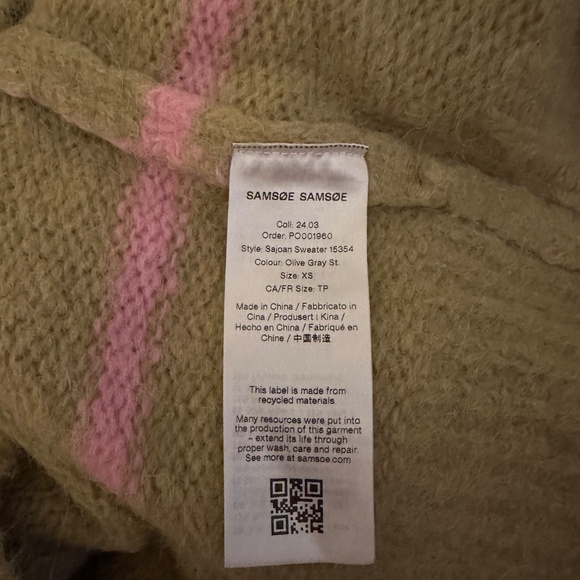 SAMSØE SAMSØE
Coll: 24.03
Order: PO001960
Style: Sajoan Sweater 15354
Colour: Olive Gray St.
Size: XS
CA/FR Size: TP
Made in China / Fabbricato in
Cina / Produsert i Kina /
Hecho en China / Fabriqué en
Chine / 中国制造
This label is made from
recycled materials.
Many resources were put into
the production of this garment
– extend its life through
proper wash, care and repair.
See more at samsoe.com